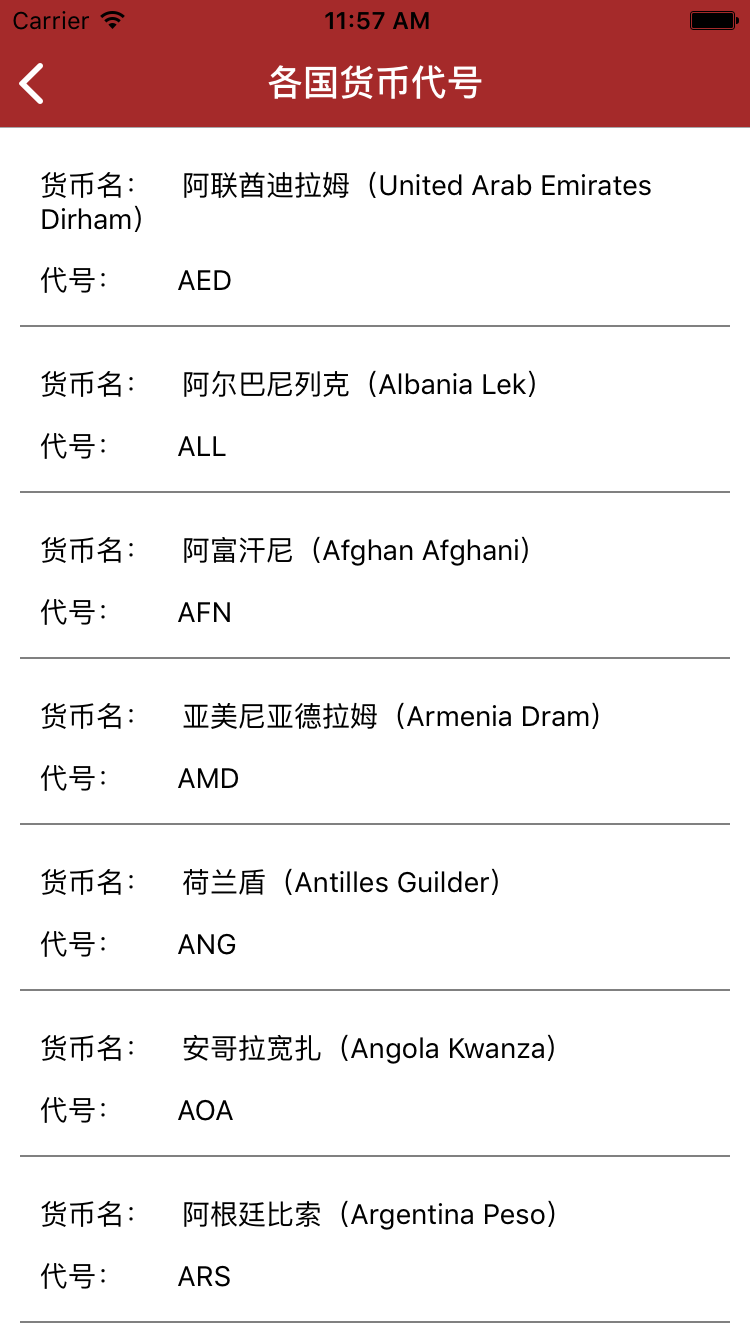 Carrier 11:57 AM
各国货币代号
货币名： 阿联酋迪拉姆（United Arab Emirates
Dirham）
代号： AED
货币名： 阿尔巴尼列克（Albania Lek）
代号： ALL
货币名： 阿富汗尼（Afghan Afghani）
代号： AFN
货币名： 亚美尼亚德拉姆（Armenia Dram）
代号： AMD
货币名： 荷兰盾（Antilles Guilder）
代号： ANG
货币名： 安哥拉宽扎（Angola Kwanza）
代号： AOA
货币名： 阿根廷比索（Argentina Peso）
代号： ARS